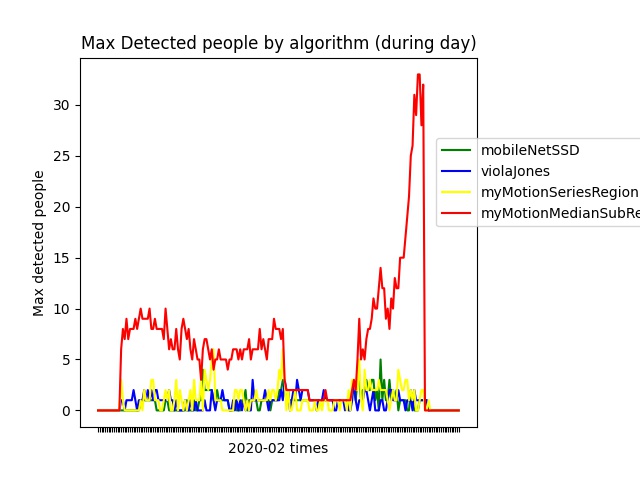 Max Detected people by algorithm (during day)
30
25
20
15
10
5
0
Max detected people
2020-02 times
mobileNetSSD
violaJones
myMotionSeriesRegion
myMotionMedianSubRe